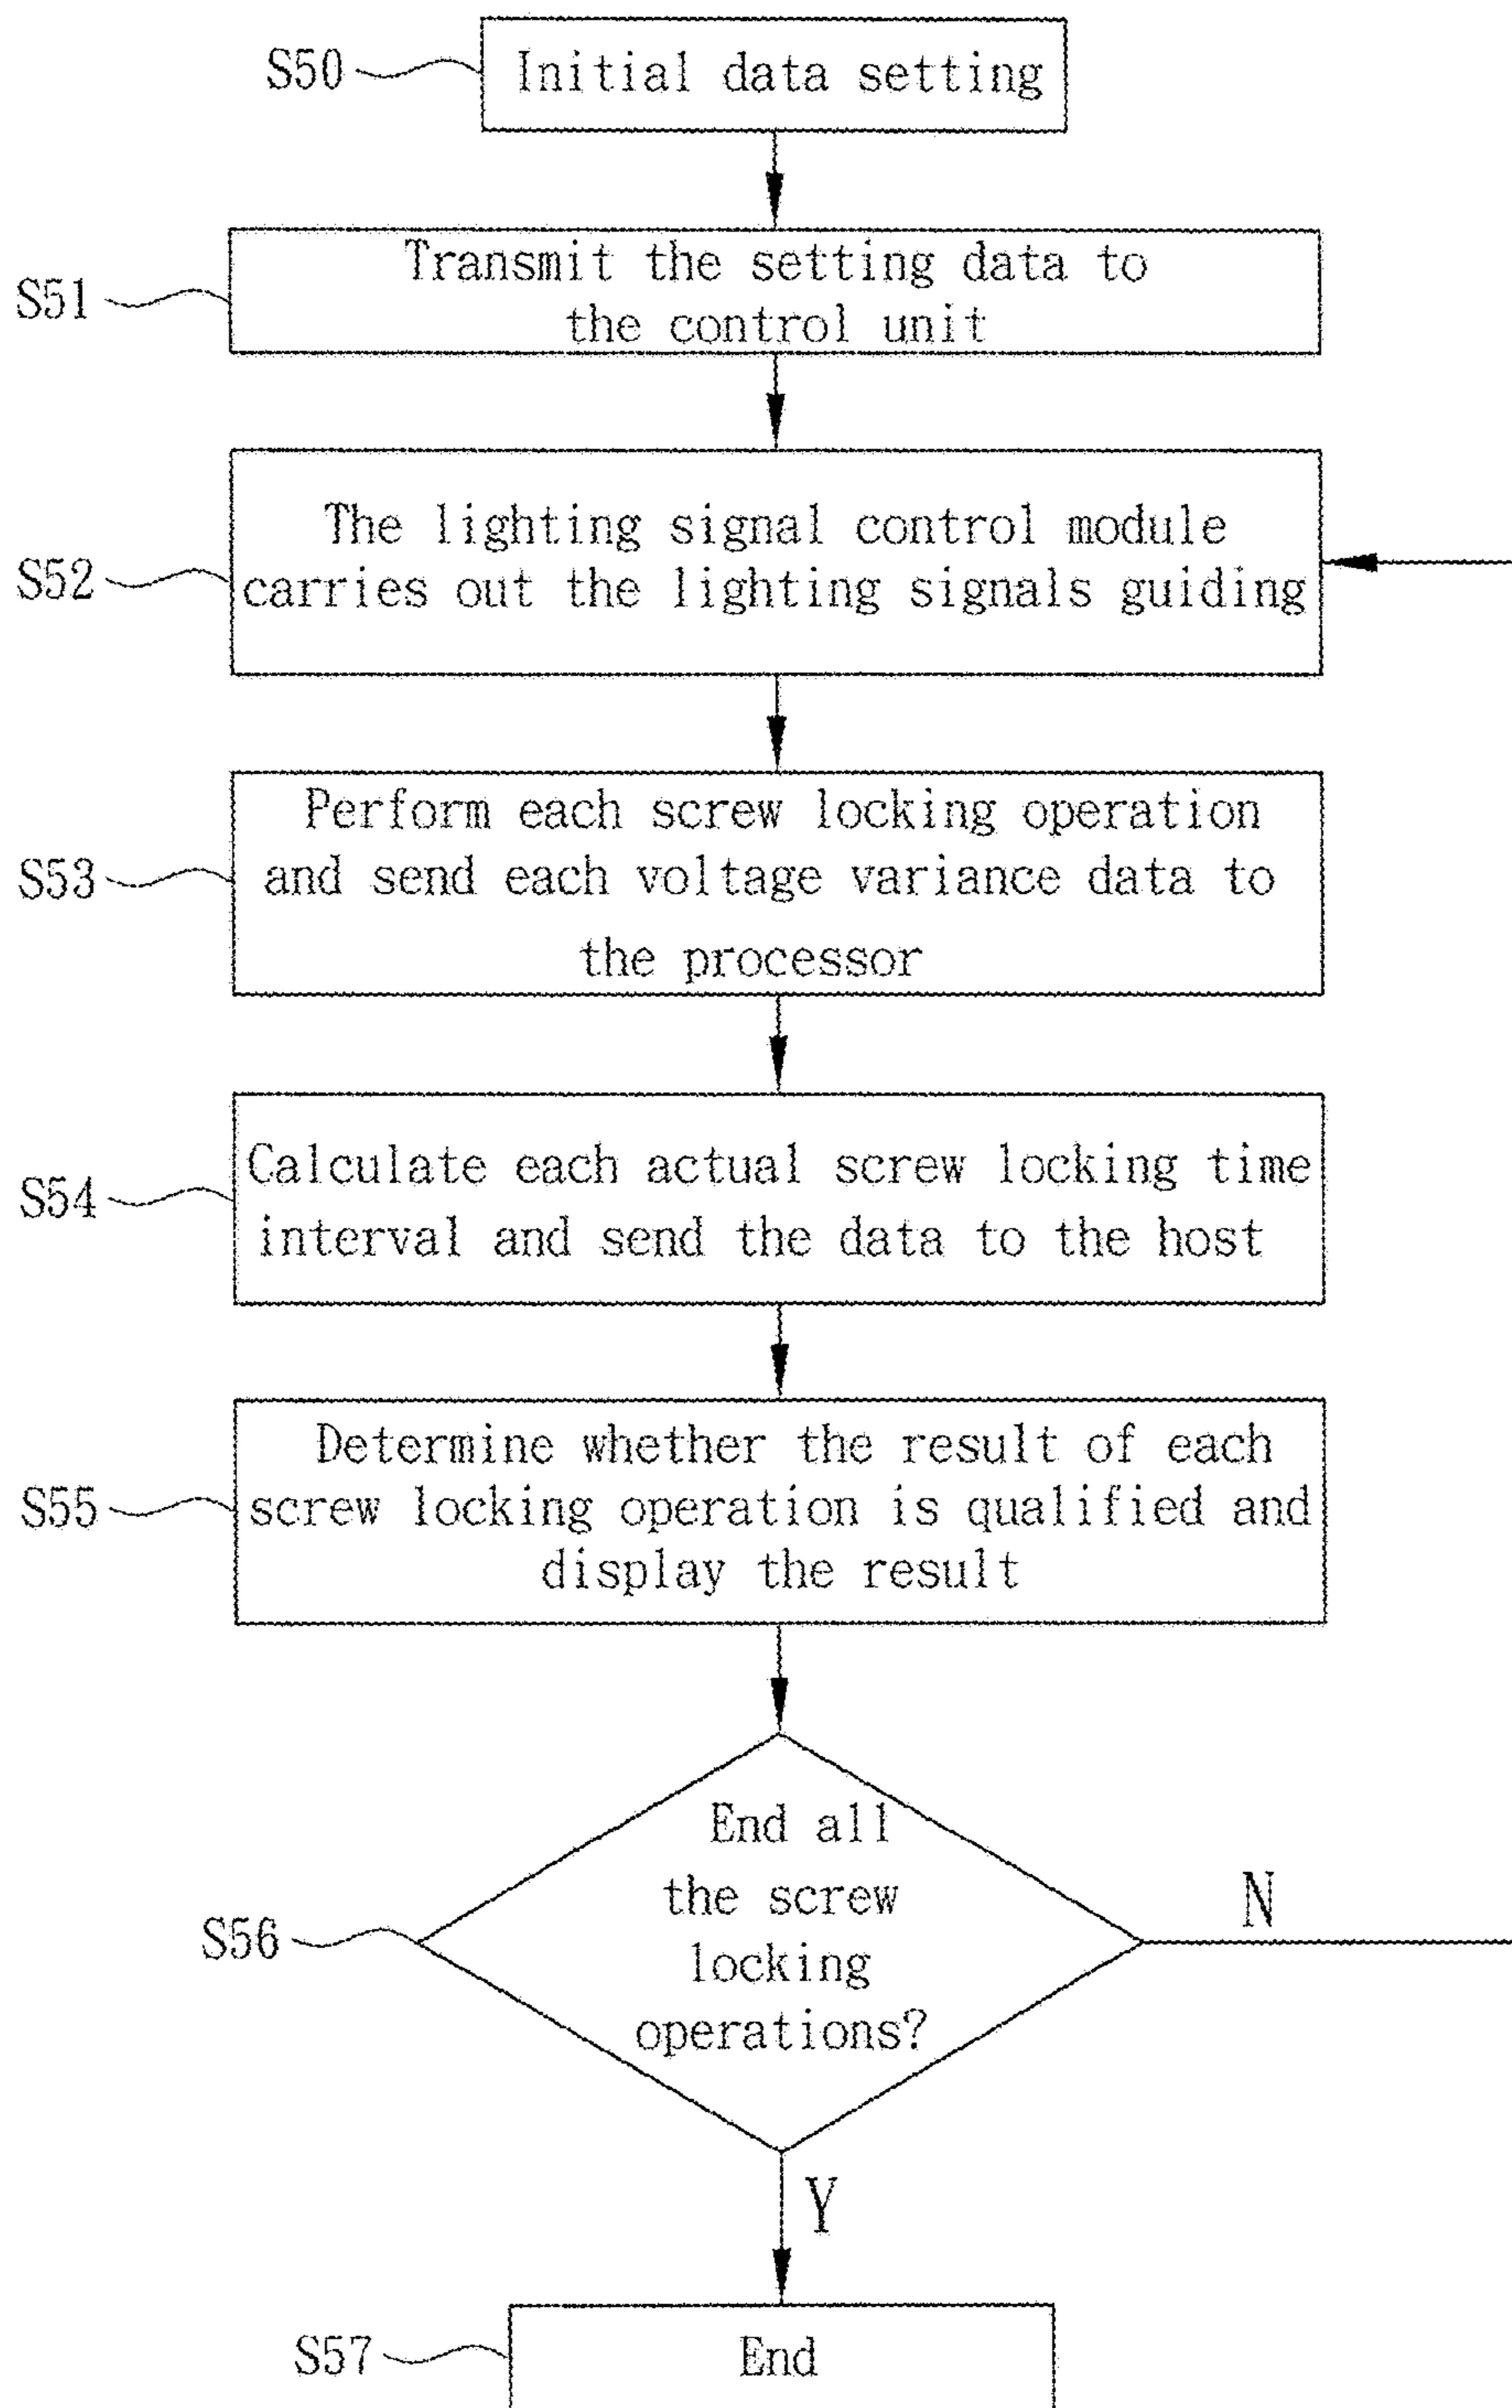 S50
Initial data setting
S51
Transmit the setting data to
the control unit
S52
The lighting signal control module
carries out the lighting signals guiding
S53
Perform each screw locking operation
and send each voltage variance data to
the processor
S54
Calculate each actual screw locking time
interval and send the data to the host
S55
Determine whether the result of each
screw locking operation is qualified and
display the result
S56
End all
the screw
locking
operations?
N
Y
S57
End